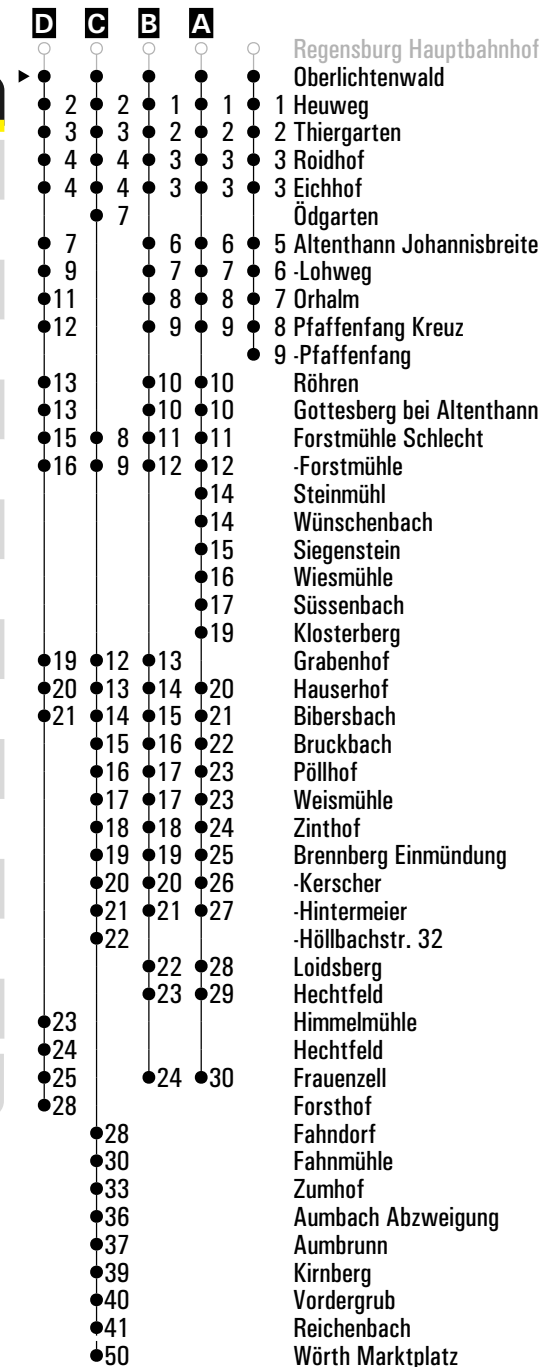 D C B A
Regensburg Hauptbahnhof
Oberlichtenwald
2 2 1 1 1 Heuweg
3 3 2 2 2 Thiergarten
4 4 3 3 3 Roidhof
4 4 3 3 3 Eichhof
7 Ödgarten
7 6 6 5 Altenthann Johannisbreite
9 7 7 6 -Lohweg
11 8 8 7 Orhalm
12 9 9 8 Pfaffenfang Kreuz
9 -Pfaffenfang
13 10 10 Röhren
13 10 10 Gottesberg bei Altenthann
15 8 11 11 Forstmühle Schlecht
16 9 12 12 -Forstmühle
14 Steinmühl
14 Wünschenbach
15 Siegenstein
16 Wiesmühle
17 Süssenbach
19 Klosterberg
19 12 13 Grabenhof
20 13 14 20 Hauserhof
21 14 15 21 Bibersbach
15 16 22 Bruckbach
16 17 23 Pöllhof
17 17 23 Weismühle
18 18 24 Zinthof
19 19 25 Brennberg Einmündung
20 20 26 -Kerscher
21 21 27 -Hintermeier
22 -Höllbachstr. 32
22 28 Loidsberg
23 29 Hechtfeld
23 Himmelmühle
24 Hechtfeld
25 24 30 Frauenzell
28 Forsthof
28 Fahndorf
30 Fahnmühle
33 Zumhof
36 Aumbach Abzweigung
37 Aumbrunn
39 Kirnberg
40 Vordergrub
41 Reichenbach
50 Wörth Marktplatz